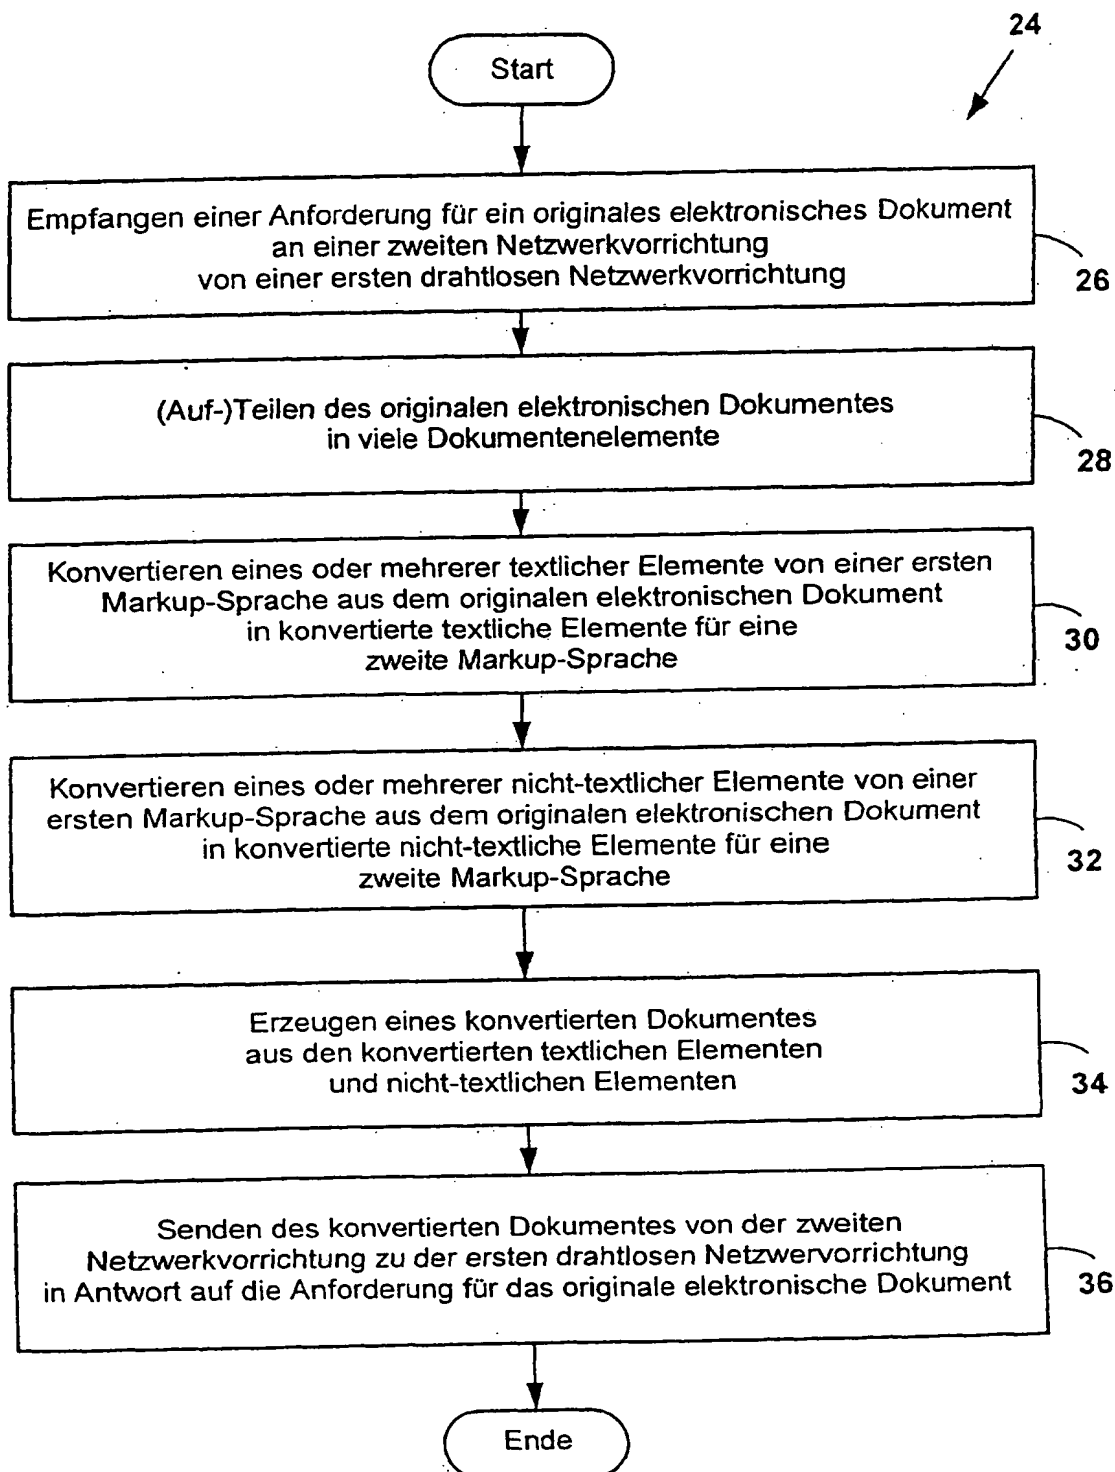 24
Start
Empfangen einer Anforderung für ein originales elektronisches Dokument
an einer zweiten Netzwerkvorrichtung
von einer ersten drahtlosen Netzwerkvorrichtung
26
(Auf-)Teilen des originalen elektronischen Dokumentes
in viele Dokumentenelemente
28
Konvertieren eines oder mehrerer textlicher Elemente von einer ersten
Markup-Sprache aus dem originalen elektronischen Dokument
in konvertierte textliche Elemente für eine
zweite Markup-Sprache
30
Konvertieren eines oder mehrerer nicht-textlicher Elemente von einer
ersten Markup-Sprache aus dem originalen elektronischen Dokument
in konvertierte nicht-textliche Elemente für eine
zweite Markup-Sprache
32
Erzeugen eines konvertierten Dokumentes
aus den konvertierten textlichen Elementen
und nicht-textlichen Elementen
34
Senden des konvertierten Dokumentes von der zweiten
Netzwerkvorrichtung zu der ersten drahtlosen Netzwervorrichtung
in Antwort auf die Anforderung für das originale elektronische Dokument
36
Ende